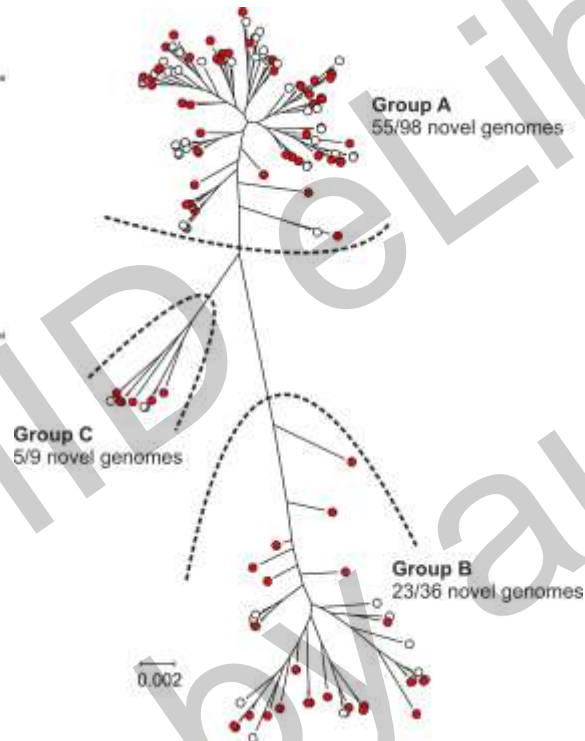 Group A
55/98 novel genomes
Group C
5/9 novel genomes
Group B
23/36 novel genomes
0.002